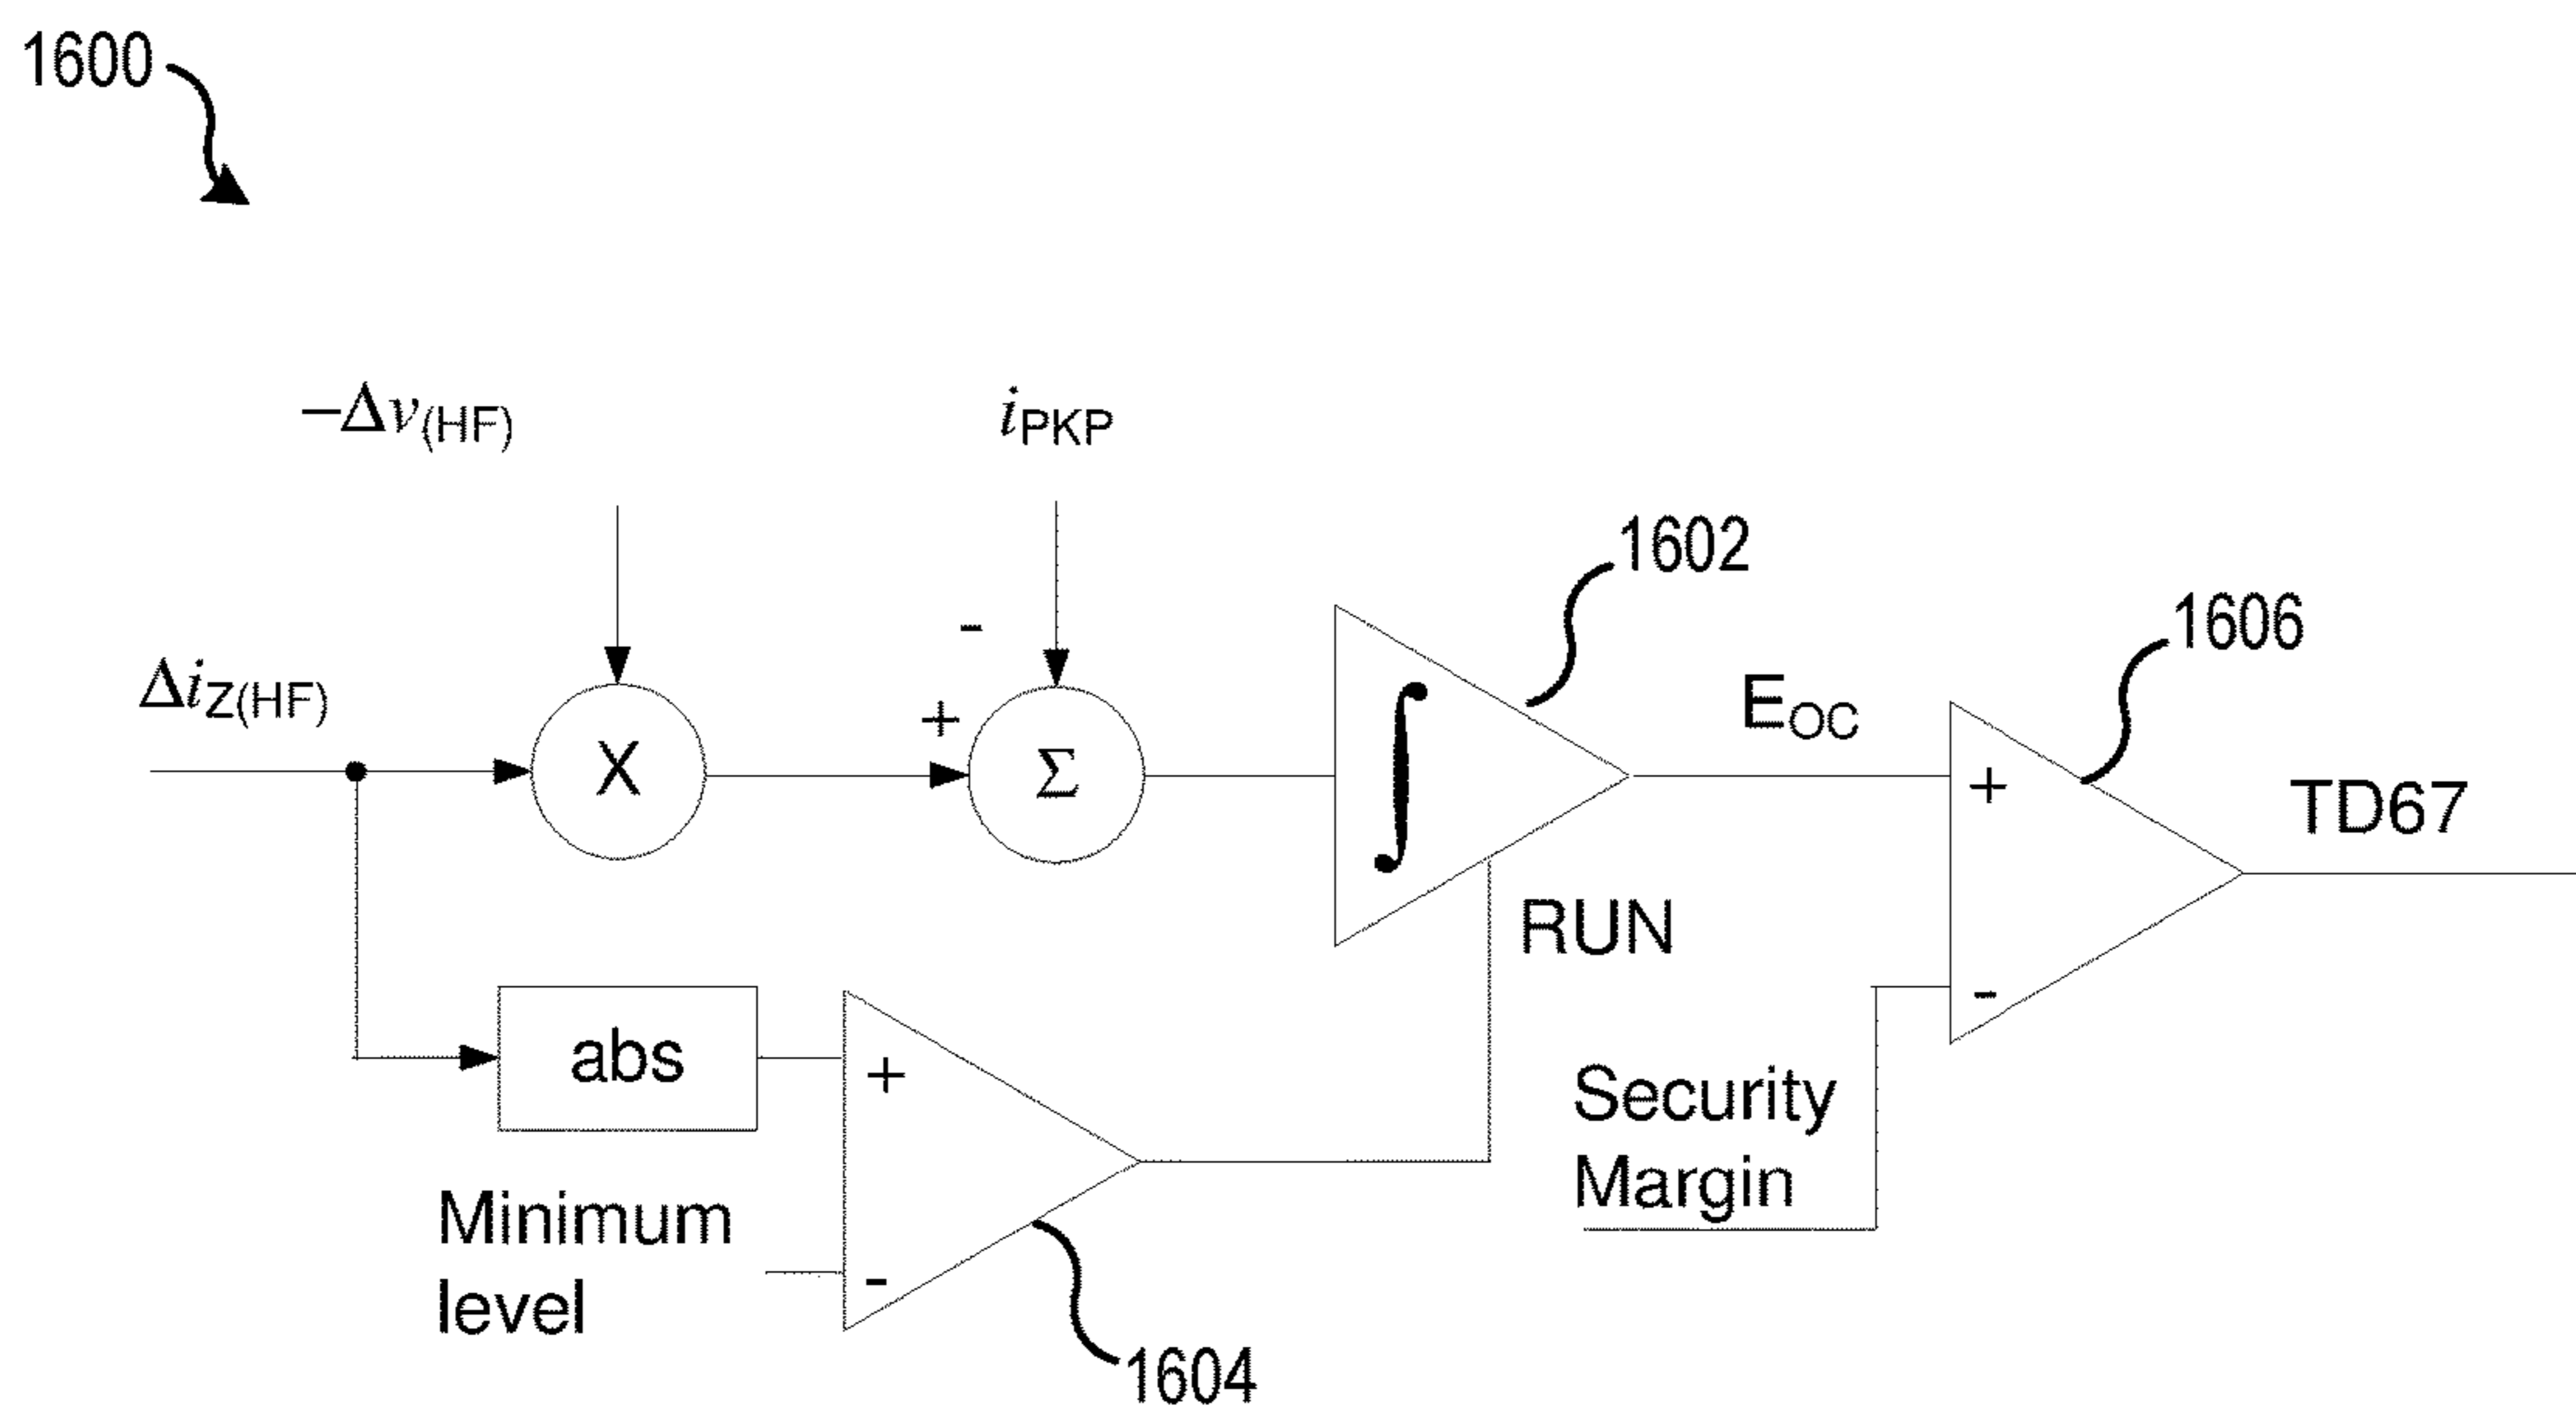 1600
−Δv(HF)
iPKP
1602
1606
-
ΔiZ(HF)
+
EOC
X
Σ
∫
+
TD67
RUN
abs
+
-
Security
Margin
Minimum
level
-
1604